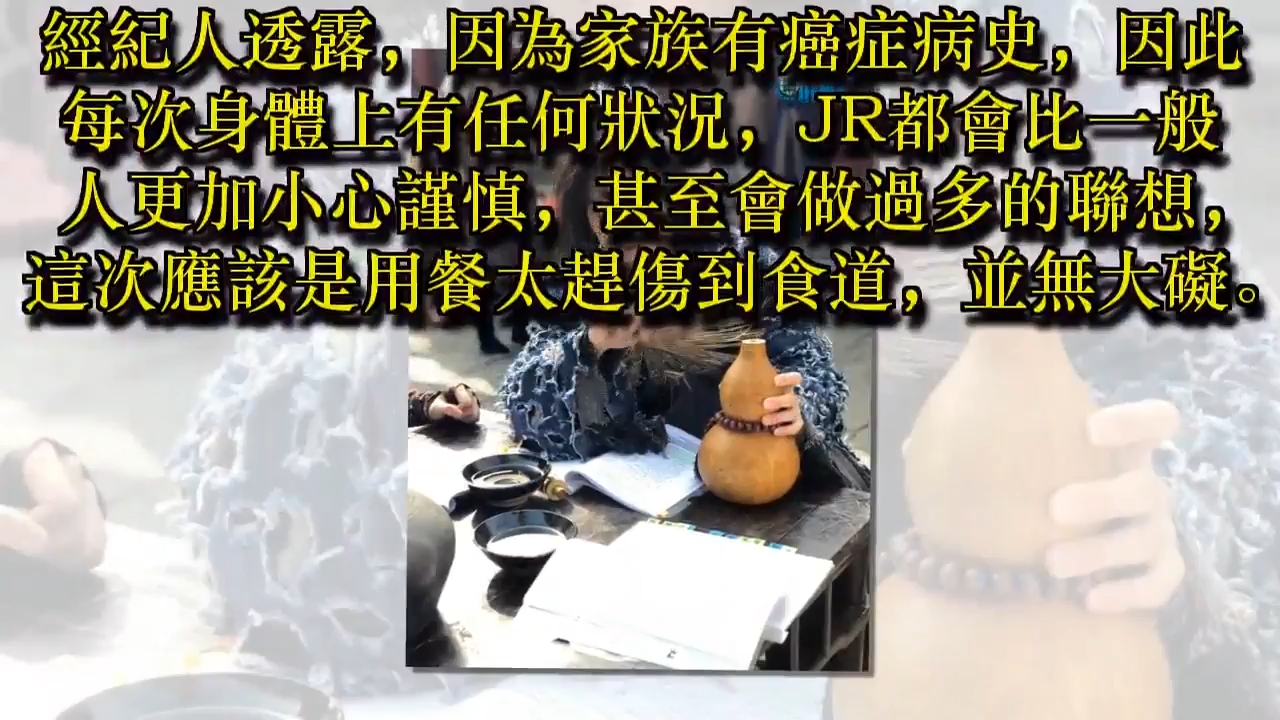 經紀人透露，因為家族有癌症病史，因此
每次身體上有任何狀況，JR都會比一般
人更加小心謹慎，甚至會做過多的聯想，
這次應該是用餐太趕傷到食道，並無大礙。